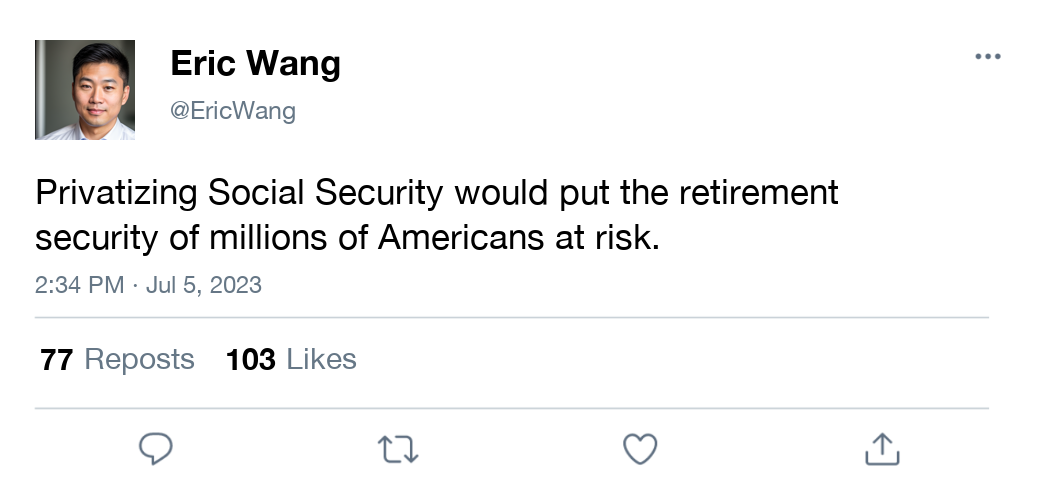 Eric Wang
@EricWang
Privatizing Social Security would put the retirement
security of millions of Americans at risk.
2:34 PM · Jul 5, 2023
77 Reposts 103 Likes